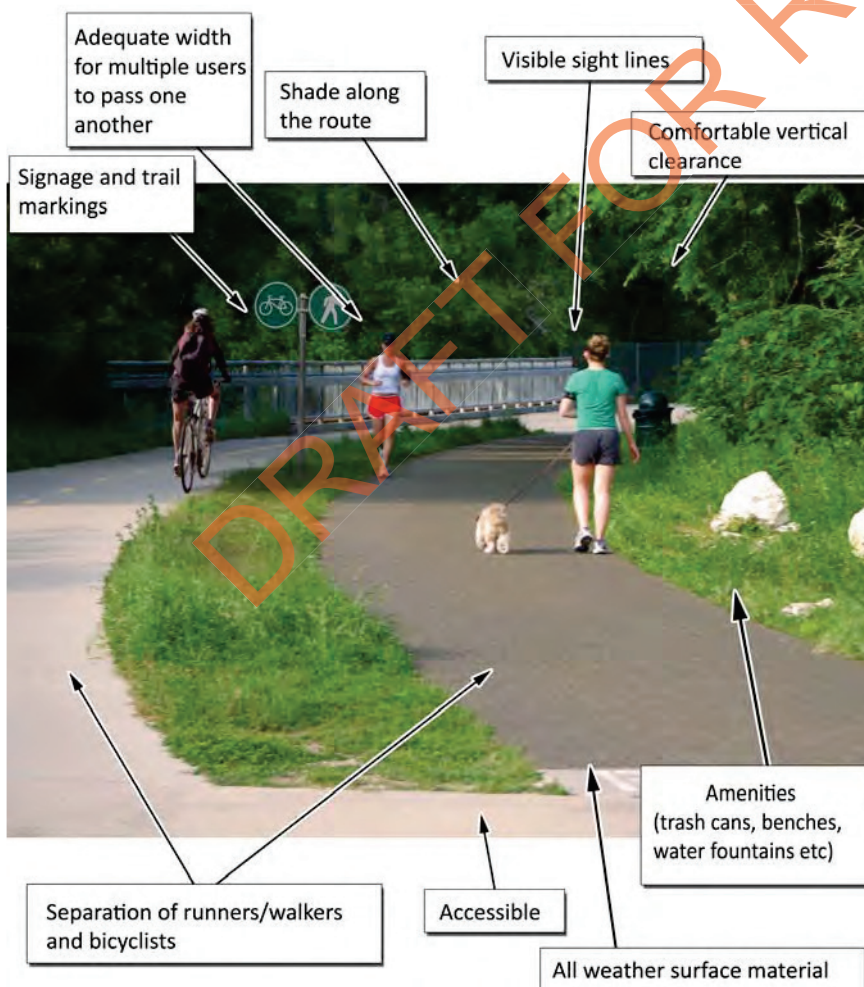 Adequate width
for multiple users
to pass one
another
Visible sight lines
Shade along
the route
Comfortable vertical
clearance
Signage and trail
markings
DRAFT FOR R
Amenities
(trash cans, benches,
water fountains etc)
Separation of runners/walkers
and bicyclists
Accessible
All weather surface material